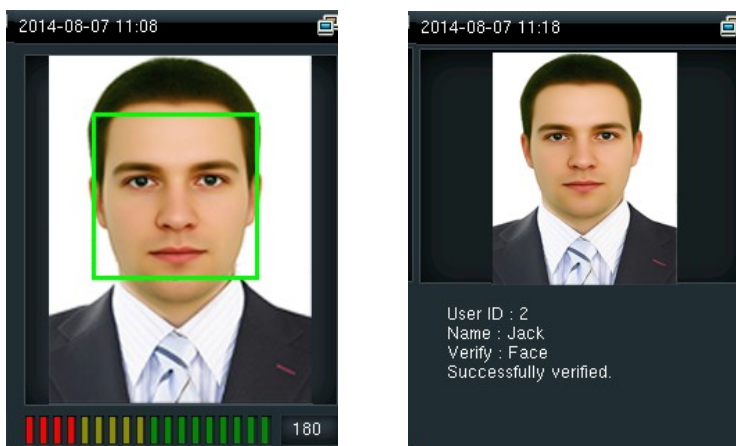 2014-08-07 11:08
180
2014-08-07 11:18
User ID : 2
Name : Jack
Verify : Face
Successfully verified.